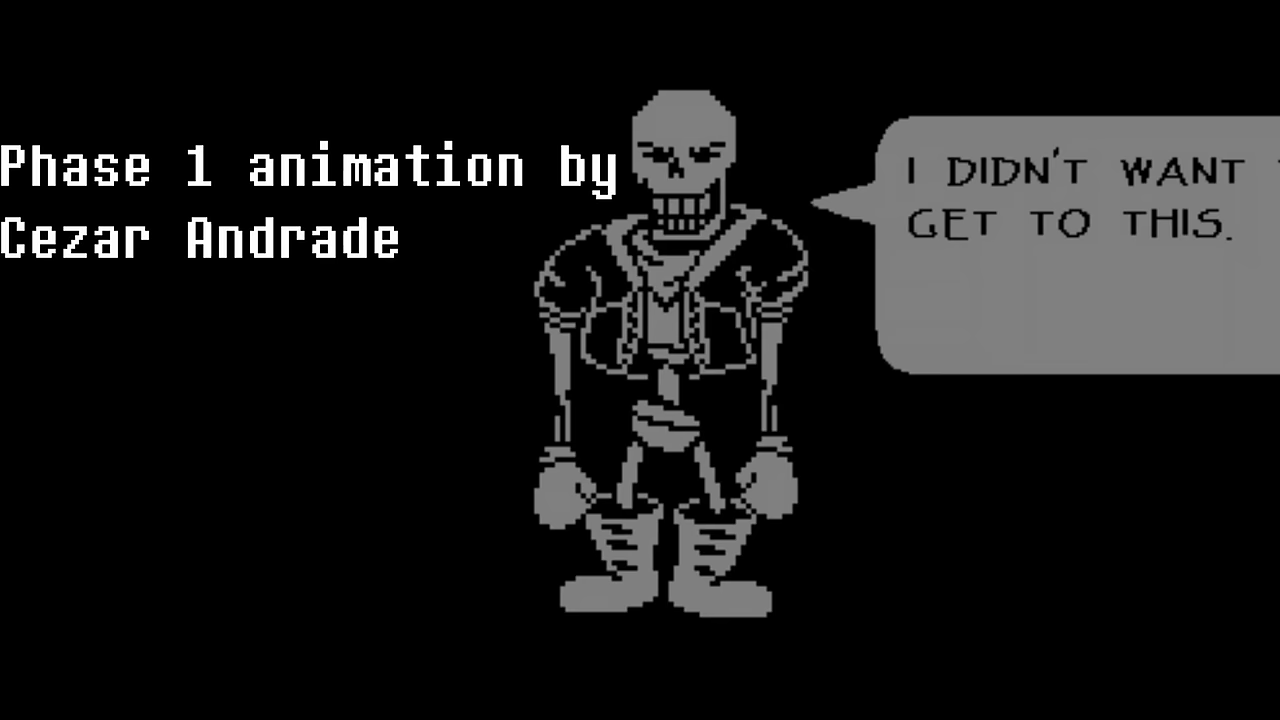 Phase 1 animation by
Cezar Andrade
I DIDN'T WANT
GET TO THIS.